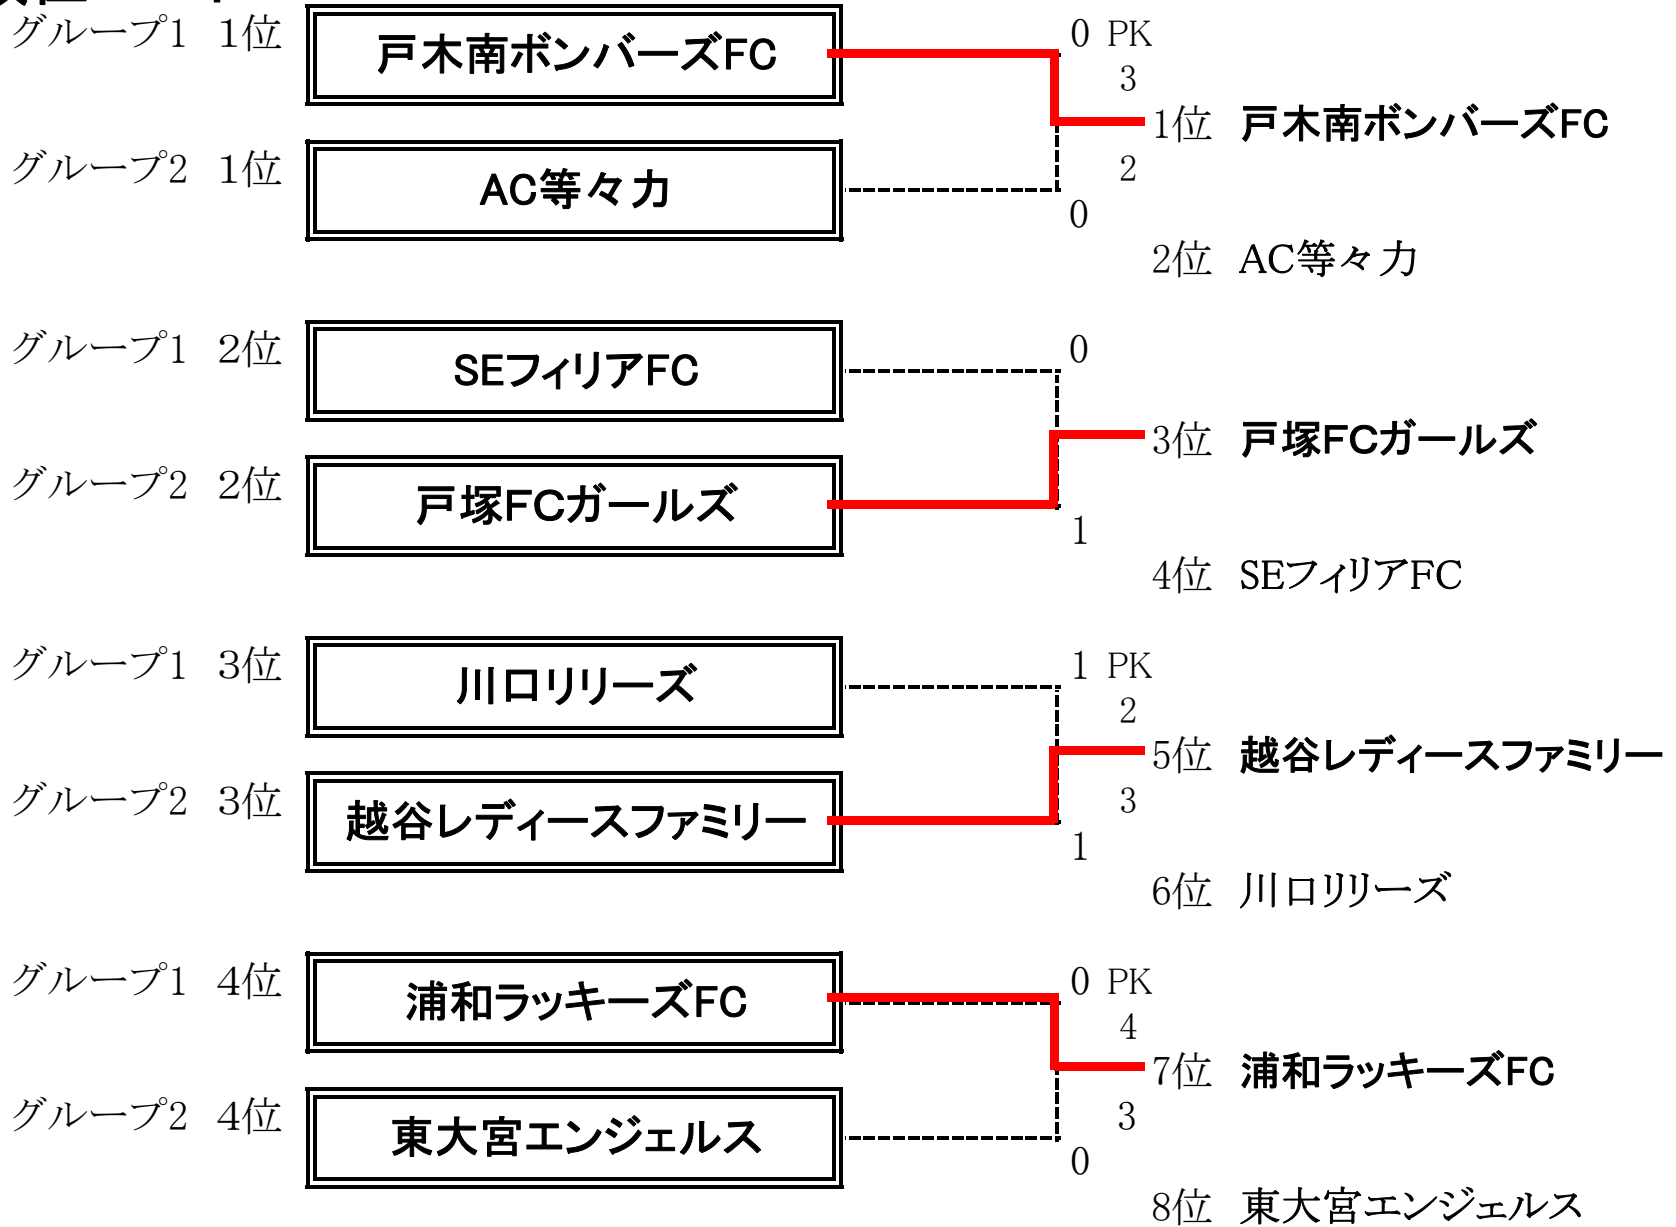 グループ1　1位　戸木南ボンバーズFC　0 PK
3
1位　戸木南ボンバーズFC
グループ2　1位　AC等々力　2
0
2位　AC等々力
グループ1　2位　SEフィリアFC　0
3位　戸塚FCガールズ
グループ2　2位　戸塚FCガールズ
1
4位　SEフィリアFC
グループ1　3位　川口リリーズ　1 PK
2
5位　越谷レディースファミリー
グループ2　3位　越谷レディースファミリー　3
1
6位　川口リリーズ
グループ1　4位　浦和ラッキーズFC　0 PK
4
7位　浦和ラッキーズFC
グループ2　4位　東大宮エンジェルス　3
0
8位　東大宮エンジェルス